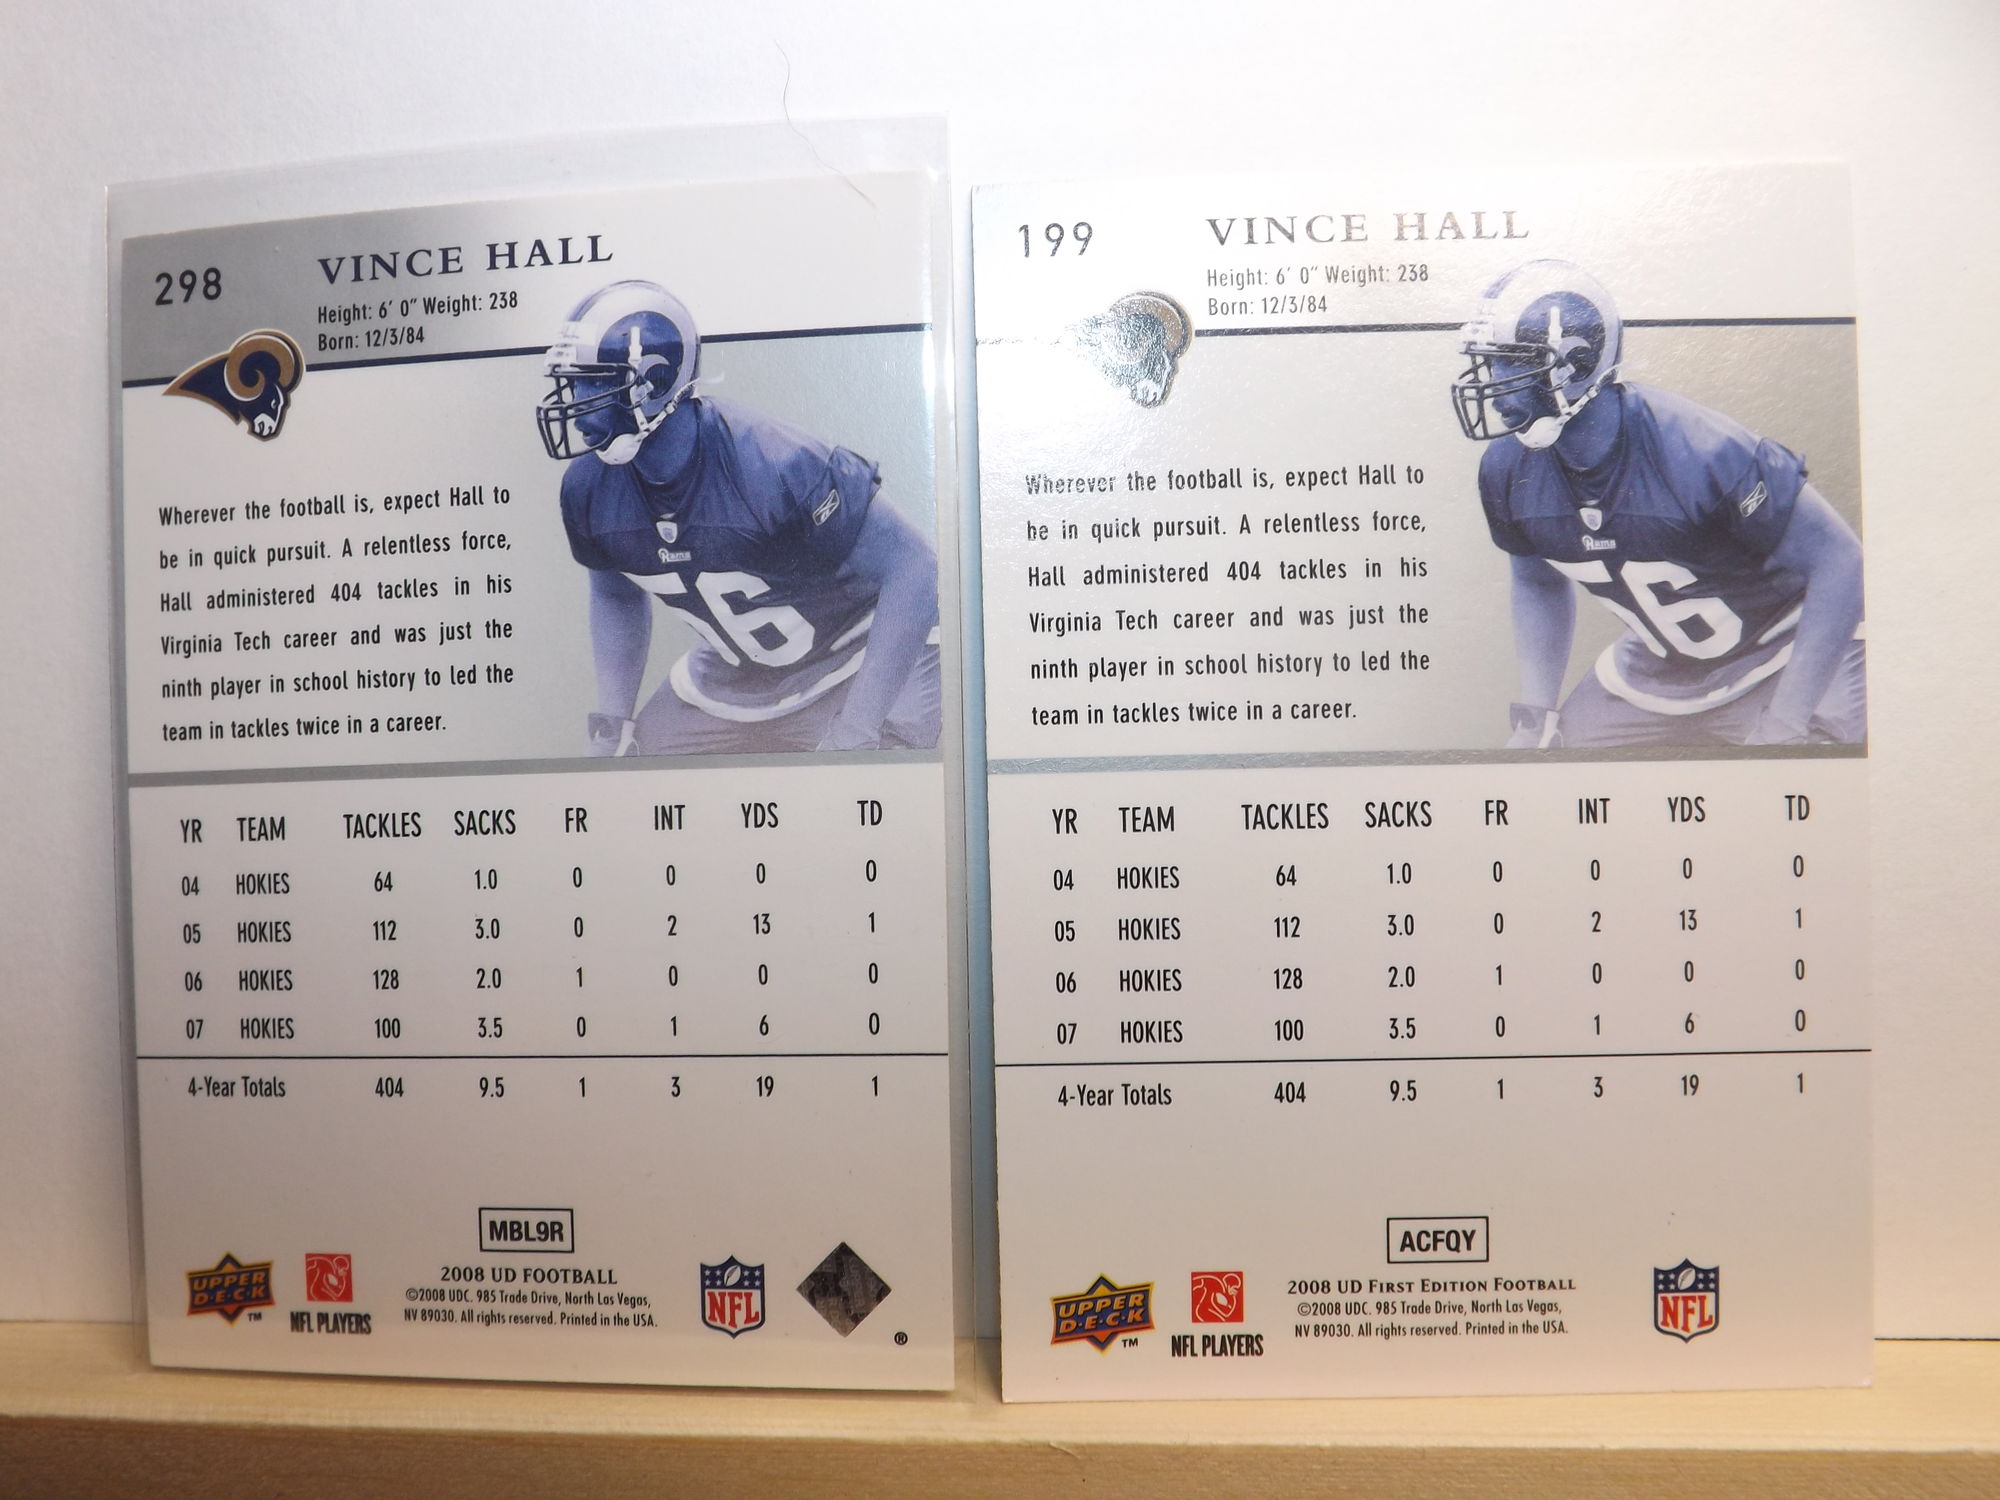 298
VINCE HALL
Height: 6' 0" Weight: 238
Born: 12/3/84
Wherever the football is, expect Hall to
be in quick pursuit. A relentless force,
Hall administered 404 tackles in his
Virginia Tech career and was just the
ninth player in school history to led the
team in tackles twice in a career.
Rams
56
YR TEAM TACKLES SACKS FR INT YDS TD
04 HOKIES 64 1.0 0 0 0 0
05 HOKIES 112 3.0 0 2 13 1
06 HOKIES 128 2.0 1 0 0 0
07 HOKIES 100 3.5 0 1 6 0
4-Year Totals 404 9.5 1 3 19 1
MBL9R
UPPER
D·E·C·K
TM
NFL PLAYERS
2008 UD FOOTBALL
©2008 UDC. 985 Trade Drive, North Las Vegas,
NV 89030. All rights reserved. Printed in the USA.
NFL
®
199
VINCE HALL
Height: 6' 0" Weight: 238
Born: 12/3/84
Wherever the football is, expect Hall to
be in quick pursuit. A relentless force,
Hall administered 404 tackles in his
Virginia Tech career and was just the
ninth player in school history to led the
team in tackles twice in a career.
Rams
56
YR TEAM TACKLES SACKS FR INT YDS TD
04 HOKIES 64 1.0 0 0 0 0
05 HOKIES 112 3.0 0 2 13 1
06 HOKIES 128 2.0 1 0 0 0
07 HOKIES 100 3.5 0 1 6 0
4-Year Totals 404 9.5 1 3 19 1
ACFQY
UPPER
D·E·C·K
TM
NFL PLAYERS
2008 UD FIRST EDITION FOOTBALL
©2008 UDC. 985 Trade Drive, North Las Vegas,
NV 89030. All rights reserved. Printed in the USA.
NFL